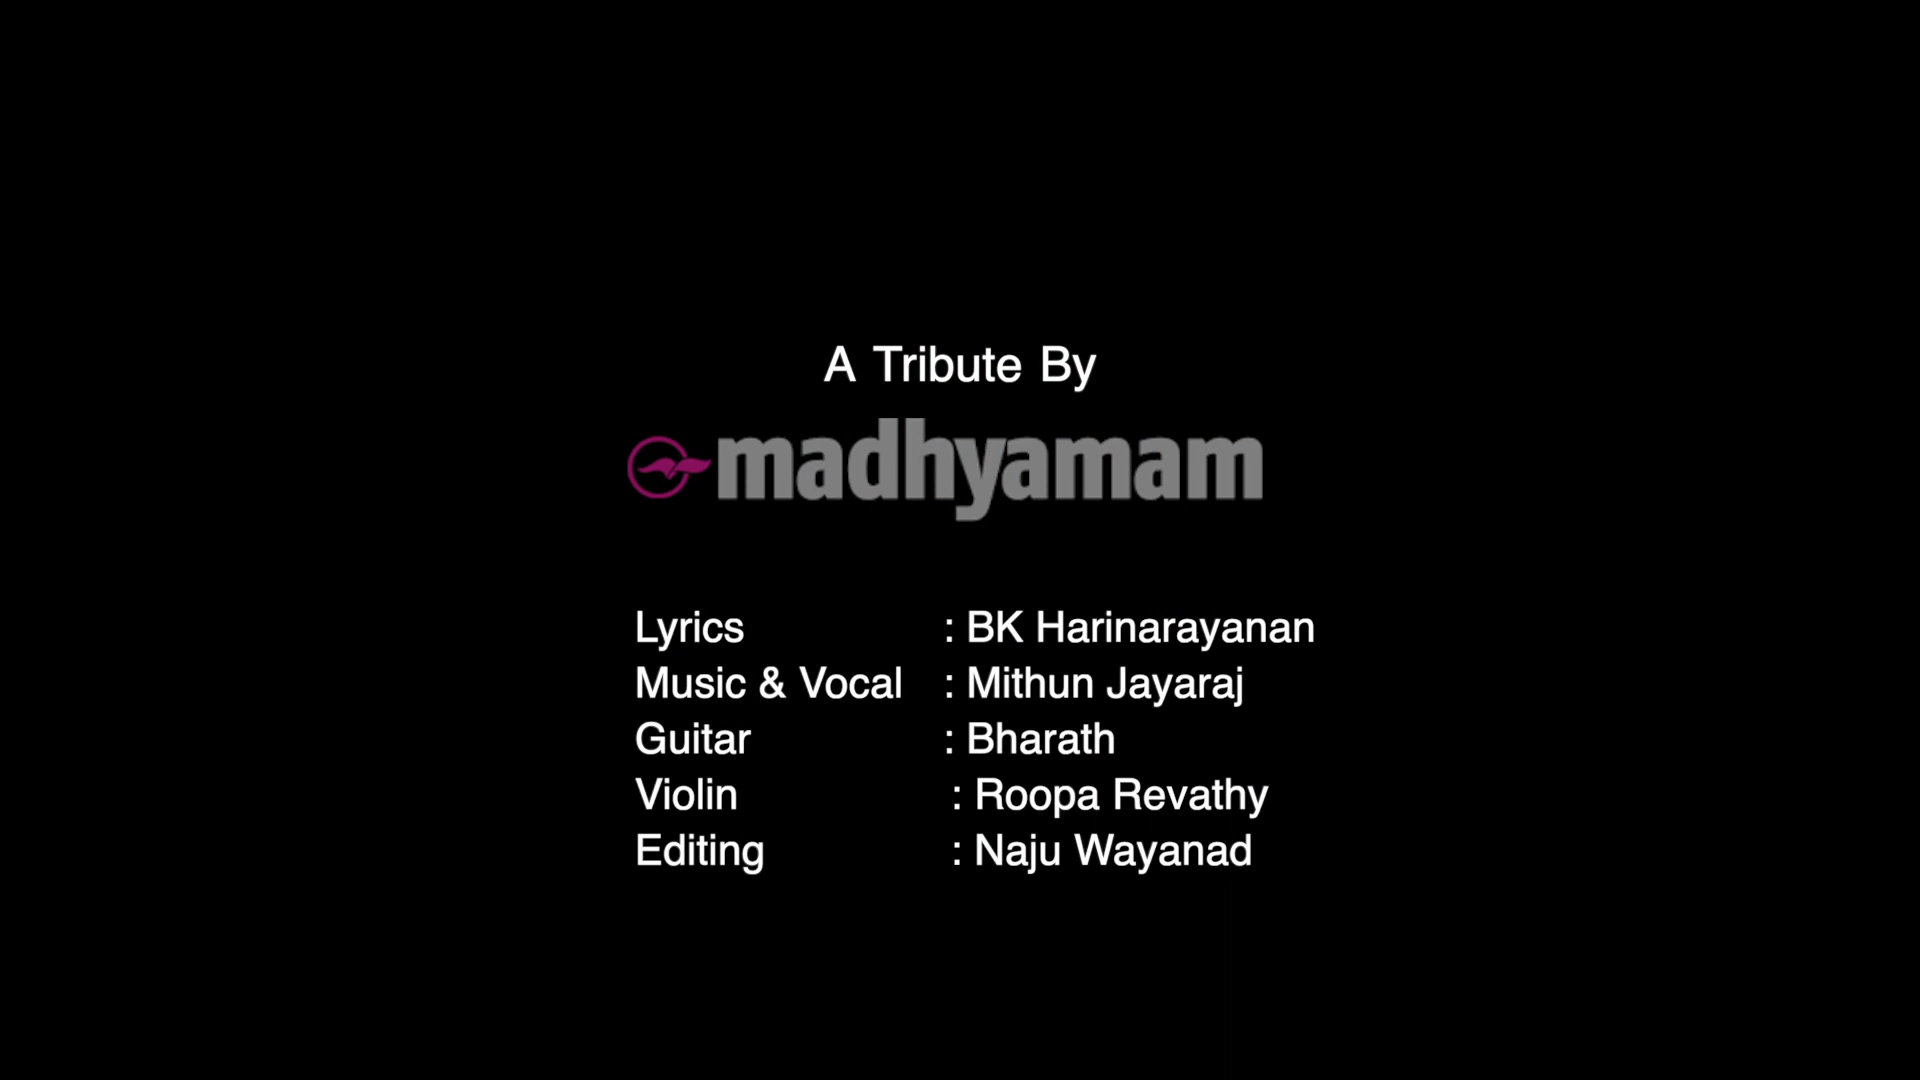 A Tribute By
madhyamam
Lyrics : BK Harinarayanan
Music & Vocal : Mithun Jayaraj
Guitar : Bharath
Violin : Roopa Revathy
Editing : Naju Wayanad